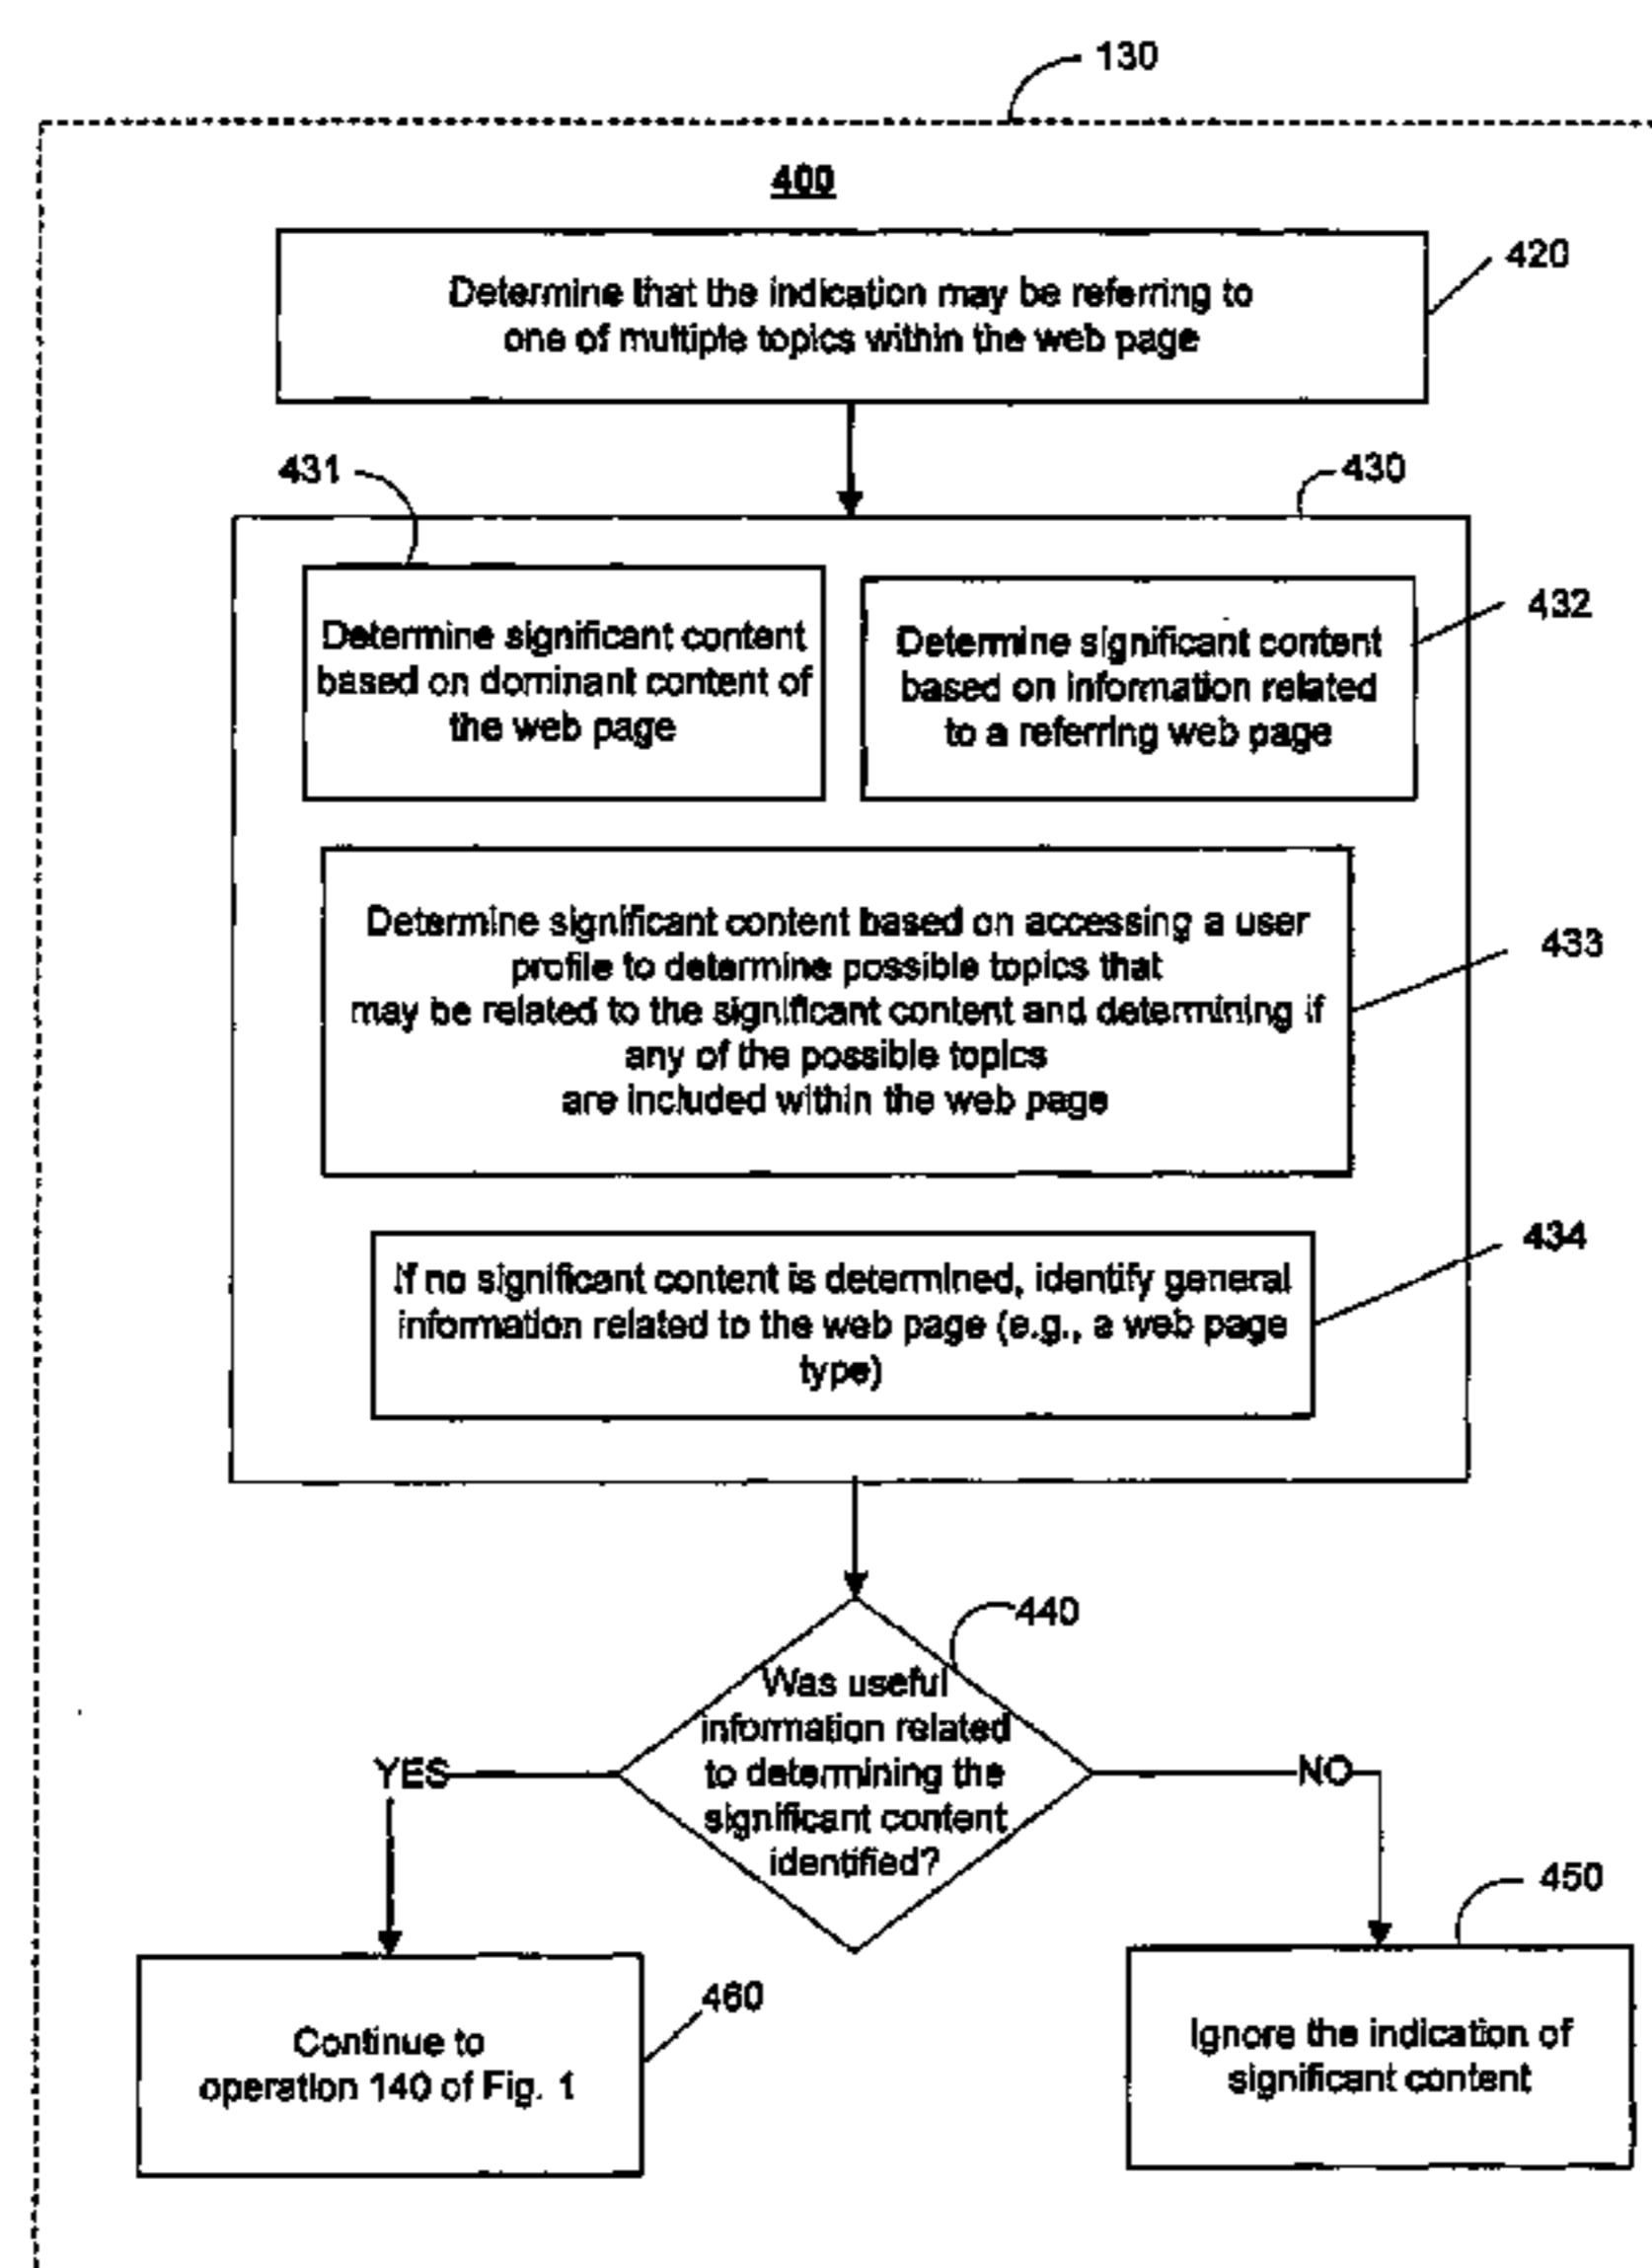 130
400
420
Determine that the indication may be referring to
one of multiple topics within the web page
431
430
432
Determine significant content
based on dominant content of
the web page
Determine significant content
based on information related
to a referring web page
433
Determine significant content based on accessing a user
profile to determine possible topics that
may be related to the significant content and determining if
any of the possible topics
are included within the web page
434
If no significant content is determined, identify general
information related to the web page (e.g., a web page
type)
440
Was useful
information related
to determining the
significant content
identified?
YES
NO
450
460
Continue to
operation 140 of Fig. 1
Ignore the indication of
significant content